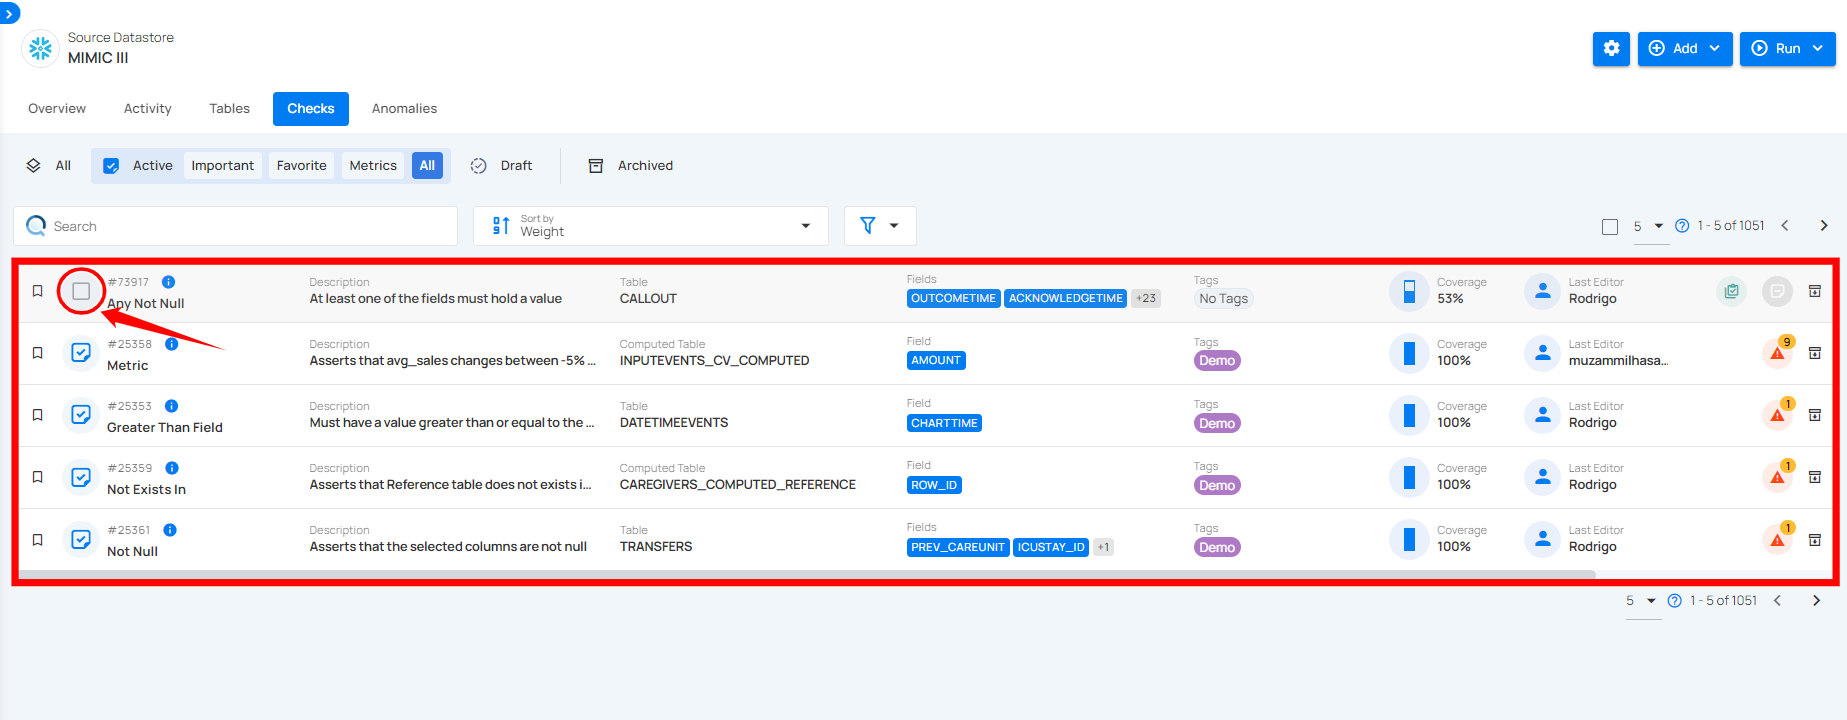 Source Datastore
MIMIC III
Add
Run
Overview Activity Tables Checks Anomalies
All Active Important Favorite Metrics All Draft Archived
Search
Sort by
Weight
5 1 - 5 of 1051
#73917
Any Not Null
Description
At least one of the fields must hold a value
Table
CALLOUT
Fields
OUTCOMETIME ACKNOWLEDGETIME +23
Tags
No Tags
Coverage
53%
Last Editor
Rodrigo
#25358
Metric
Description
Asserts that avg_sales changes between -5% ...
Computed Table
INPUTEVENTS_CV_COMPUTED
Field
AMOUNT
Tags
Demo
Coverage
100%
Last Editor
muzammilhasa...
9
#25353
Greater Than Field
Description
Must have a value greater than or equal to the ...
Table
DATETIMEEVENTS
Field
CHARTTIME
Tags
Demo
Coverage
100%
Last Editor
Rodrigo
1
#25359
Not Exists In
Description
Asserts that Reference table does not exists i...
Computed Table
CAREGIVERS_COMPUTED_REFERENCE
Field
ROW_ID
Tags
Demo
Coverage
100%
Last Editor
Rodrigo
1
#25361
Not Null
Description
Asserts that the selected columns are not null
Table
TRANSFERS
Fields
PREV_CAREUNIT ICUSTAY_ID +1
Tags
Demo
Coverage
100%
Last Editor
Rodrigo
1
5 1 - 5 of 1051